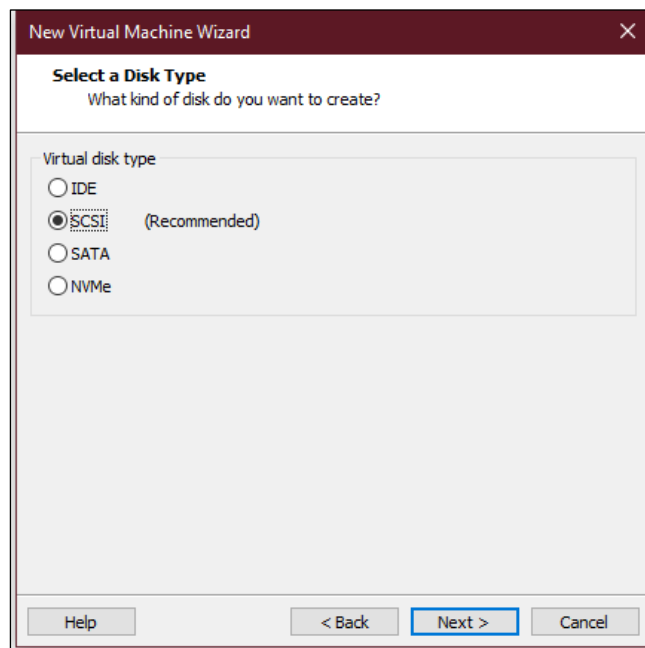 New Virtual Machine Wizard
Select a Disk Type
What kind of disk do you want to create?
Virtual disk type
IDE
SCSI (Recommended)
SATA
NVMe
Help < Back Next > Cancel